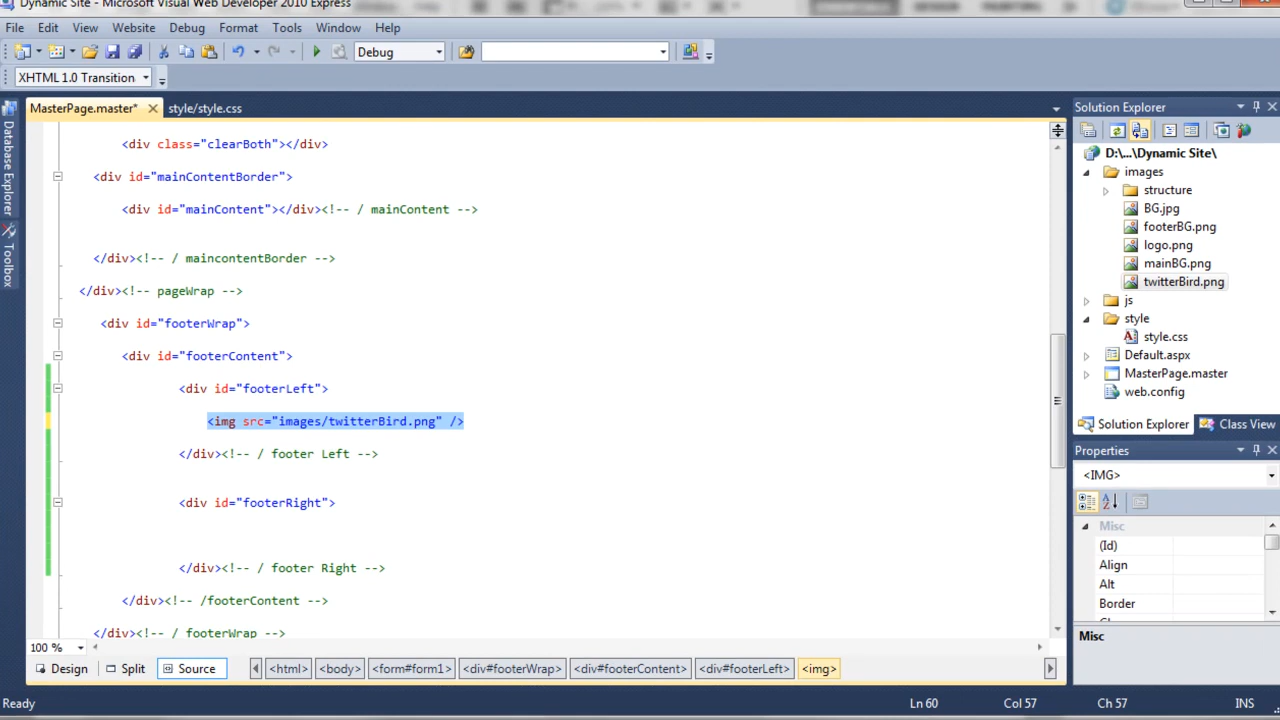 Dynamic Site - Microsoft Visual Web Developer 2010 Express
File Edit View Website Debug Format Tools Window Help
Debug
XHTML 1.0 Transition
MasterPage.master* style/style.css
Database Explorer
Toolbox
<div class="clearBoth"></div>
<div id="mainContentBorder">
<div id="mainContent"></div><!-- / mainContent -->
</div><!-- / maincontentBorder -->
</div><!-- pageWrap -->
<div id="footerWrap">
<div id="footerContent">
<div id="footerLeft">
<img src="images/twitterBird.png" />
</div><!-- / footer Left -->
<div id="footerRight">
</div><!-- / footer Right -->
</div><!-- /footerContent -->
</div><!-- / footerWrap -->
100 %
Design Split Source <html> <body> <form#form1> <div#footerWrap> <div#footerContent> <div#footerLeft> <img>
Solution Explorer
D:\...\Dynamic Site\
images
structure
BG.jpg
footerBG.png
logo.png
mainBG.png
twitterBird.png
js
style
style.css
Default.aspx
MasterPage.master
web.config
Solution Explorer Class View
Properties
<IMG>
Misc
(Id)
Align
Alt
Border
Misc
Ready Ln 60 Col 57 Ch 57 INS